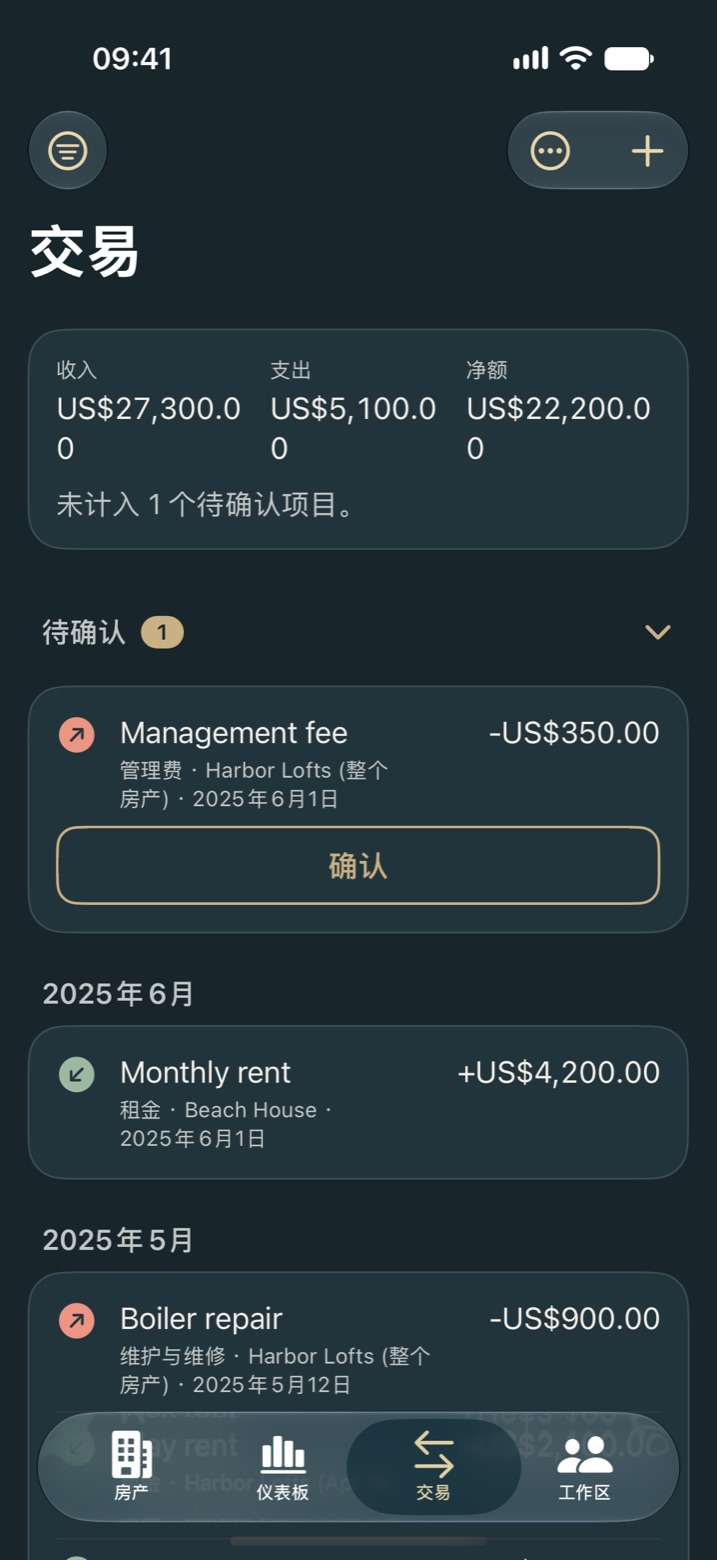 09:41
交易
收入 支出 净额
US$27,300.0 US$5,100.0 US$22,200.0
0 0 0
未计入 1 个待确认项目。
待确认 1
Management fee -US$350.00
管理费 · Harbor Lofts (整个
房产) · 2025年6月1日
确认
2025年6月
Monthly rent +US$4,200.00
租金 · Beach House ·
2025年6月1日
2025年5月
Boiler repair -US$900.00
维护与维修 · Harbor Lofts (整个
房产) · 2025年5月12日
房产 仪表板 交易 工作区